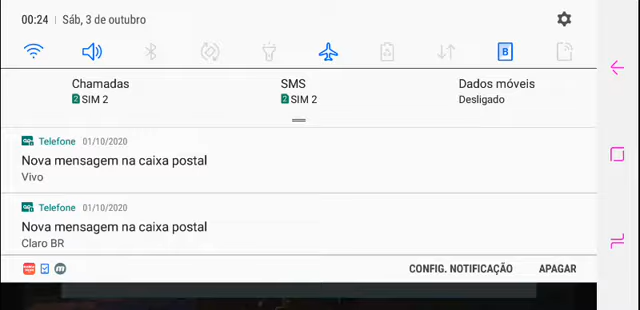 00:24 | Sáb, 3 de outubro
B
Chamadas
2 SIM 2
SMS
2 SIM 2
Dados móveis
Desligado
Telefone 01/10/2020
Nova mensagem na caixa postal
Vivo
Telefone 01/10/2020
Nova mensagem na caixa postal
Claro BR
CONFIG. NOTIFICAÇÃO APAGAR